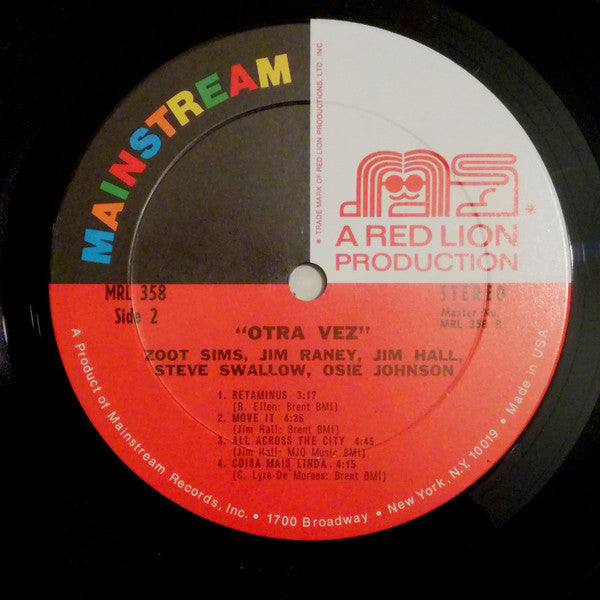 MAINSTREAM
* TRADE MARK OF RED LION PRODUCTIONS, LTD. INC.
A RED LION
PRODUCTION
MRL 358
Side 2
STEREO
Master No.
MRL 358 B
"OTRA VEZ"
ZOOT SIMS, JIM RANEY, JIM HALL,
STEVE SWALLOW, OSIE JOHNSON
1. BETAMINUS 3:17
(R. Ellen: Brent BMI)
2. MOVE IT 4:26
(Jim Hall: Brent BMI)
3. ALL ACROSS THE CITY 4:45
(Jim Hall: MJQ Music BMI)
4. COISA MAIS LINDA. 4:15
(C. Lyra-De Moraes: Brent BMI)
A Product of Mainstream Records, Inc. • 1700 Broadway • New York, N.Y. 10019 • Made in USA